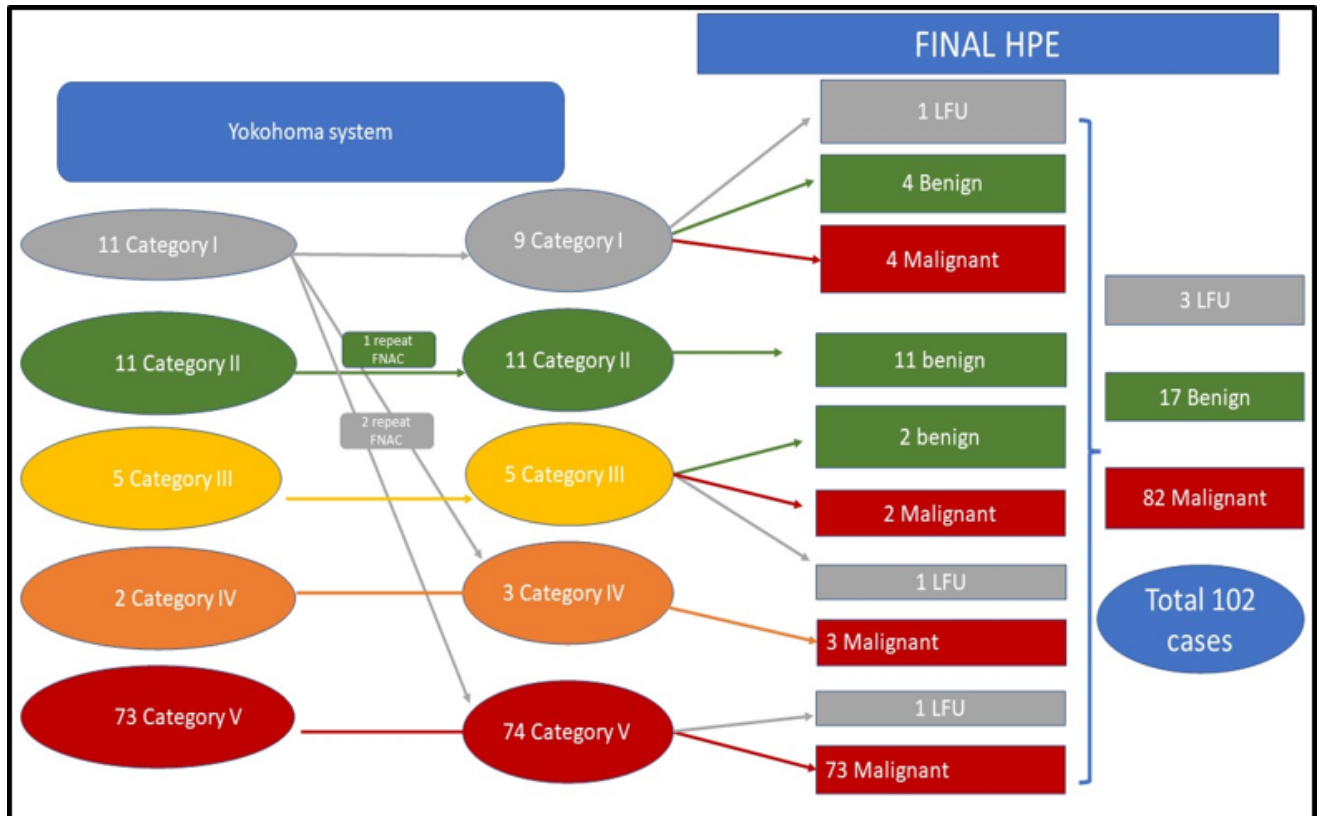 FINAL HPE
Yokohoma system
11 Category I
11 Category II
5 Category III
2 Category IV
73 Category V
1 repeat
FNAC
2 repeat
FNAC
9 Category I
11 Category II
5 Category III
3 Category IV
74 Category V
1 LFU
4 Benign
4 Malignant
11 benign
2 benign
2 Malignant
1 LFU
3 Malignant
1 LFU
73 Malignant
3 LFU
17 Benign
82 Malignant
Total 102
cases